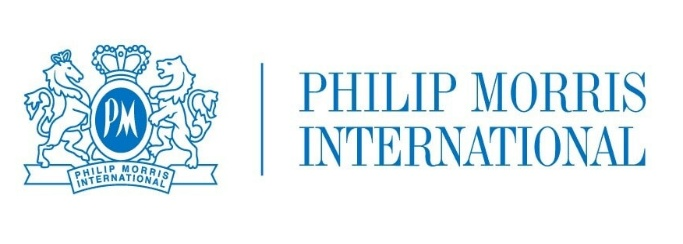 PM
PHILIP MORRIS
INTERNATIONAL
PHILIP MORRIS
INTERNATIONAL